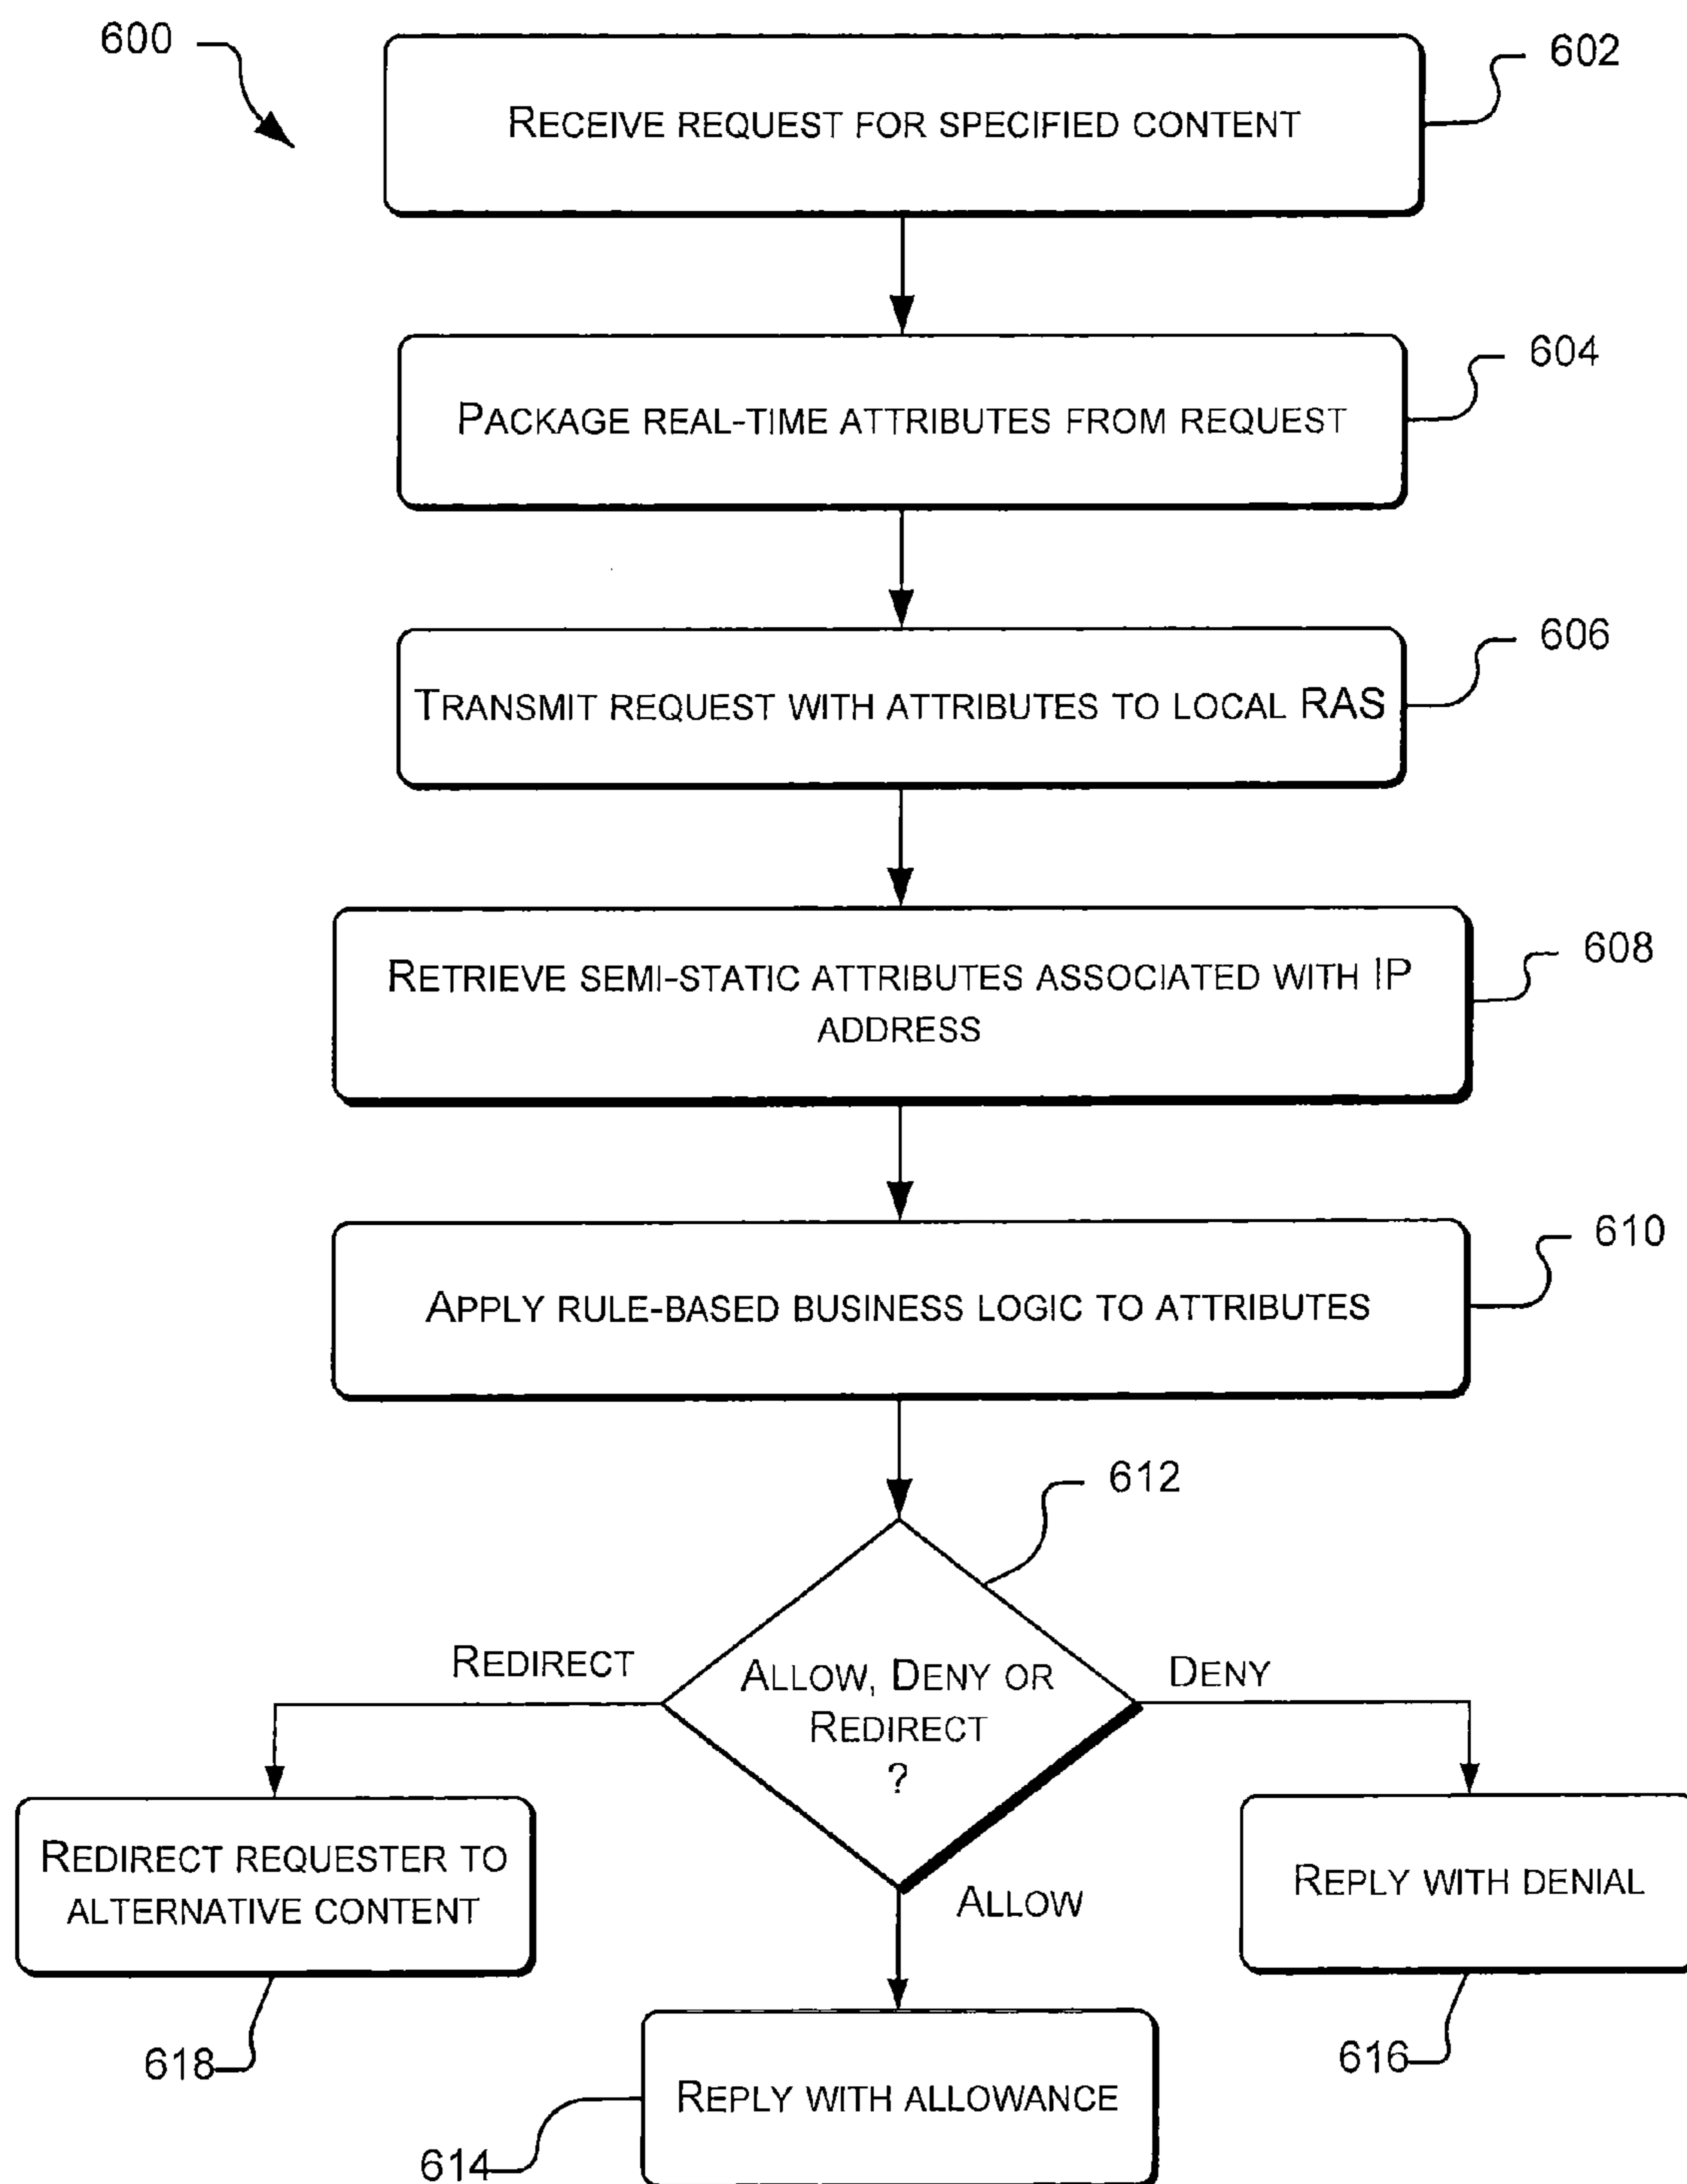 600
602
RECEIVE REQUEST FOR SPECIFIED CONTENT
604
PACKAGE REAL-TIME ATTRIBUTES FROM REQUEST
606
TRANSMIT REQUEST WITH ATTRIBUTES TO LOCAL RAS
608
RETRIEVE SEMI-STATIC ATTRIBUTES ASSOCIATED WITH IP
ADDRESS
610
APPLY RULE-BASED BUSINESS LOGIC TO ATTRIBUTES
612
REDIRECT
ALLOW, DENY OR
REDIRECT
?
DENY
REDIRECT REQUESTER TO
ALTERNATIVE CONTENT
ALLOW
REPLY WITH DENIAL
618
616
REPLY WITH ALLOWANCE
614